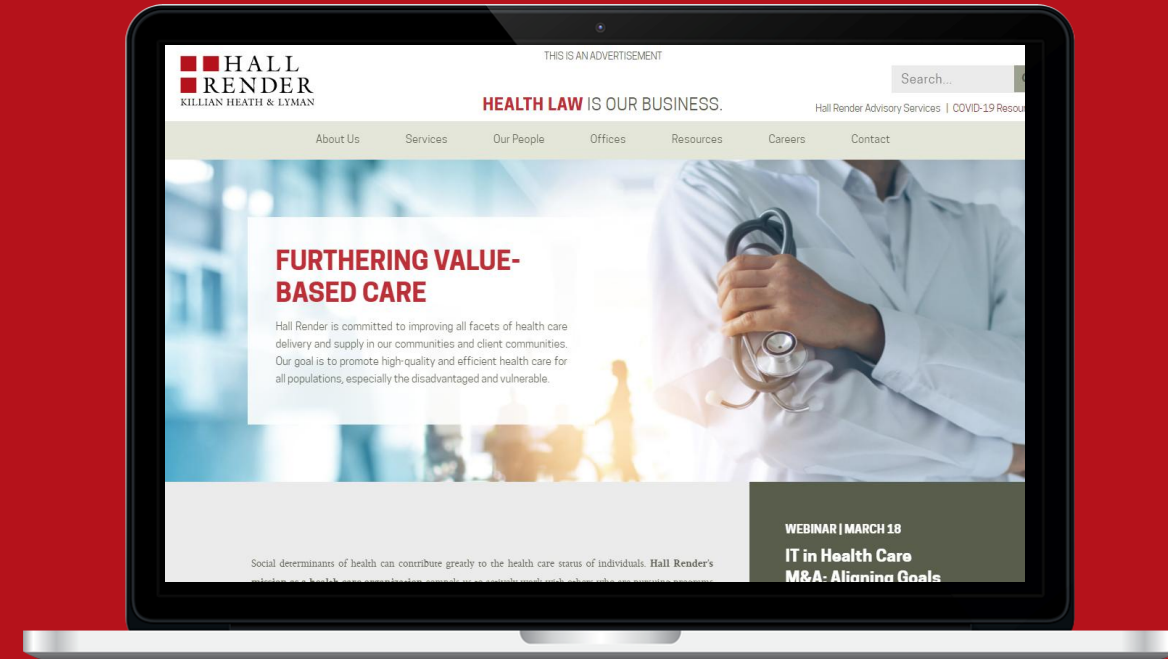 THIS IS AN ADVERTISEMENT
HALL
RENDER
KILLIAN HEATH & LYMAN
Search...
HEALTH LAW IS OUR BUSINESS.
Hall Render Advisory Services | COVID-19
About Us Services Our People Offices Resources Careers Contact
FURTHERING VALUE-
BASED CARE
Hall Render is committed to improving all facets of health care
delivery and supply in our communities and client communities.
Our goal is to promote high-quality and efficient health care for
all populations, especially the disadvantaged and vulnerable.
Social determinants of health can contribute greatly to the health care status of individuals. Hall Render's
WEBINAR | MARCH 18
IT in Health Care
M&A: Aligning Goals